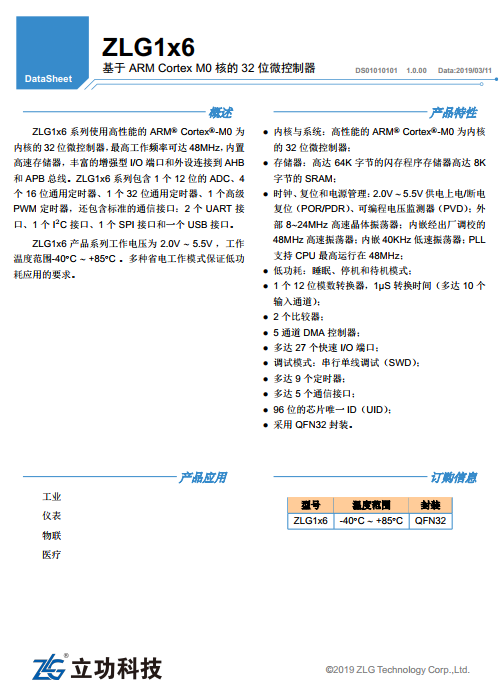 DataSheet
ZLG1x6
基于 ARM Cortex M0 核的 32 位微控制器
DS01010101 1.0.00 Data:2019/03/11
概述
ZLG1x6 系列使用高性能的 ARM® Cortex®-M0 为
内核的 32 位微控制器,最高工作频率可达 48MHz,内置
高速存储器，丰富的增强型 I/O 端口和外设连接到 AHB
和 APB 总线。ZLG1x6 系列包含 1 个 12 位的 ADC、4
个 16 位通用定时器、1 个 32 位通用定时器、1 个高级
PWM 定时器，还包含标准的通信接口：2 个 UART 接
口、1 个 I²C 接口、1 个 SPI 接口和一个 USB 接口。
ZLG1x6 产品系列工作电压为 2.0V ~ 5.5V ，工作
温度范围-40°C ~ +85°C 。多种省电工作模式保证低功
耗应用的要求。
产品特性
● 内核与系统：高性能的 ARM® Cortex®-M0 为内核
的 32 位微控制器；
● 存储器：高达 64K 字节的闪存程序存储器高达 8K
字节的 SRAM；
● 时钟、复位和电源管理：2.0V ~ 5.5V 供电上电/断电
复位（POR/PDR）、可编程电压监测器（PVD）；外
部 8~24MHz 高速晶体振荡器；内嵌经出厂调校的
48MHz 高速振荡器；内嵌 40KHz 低速振荡器；PLL
支持 CPU 最高运行在 48MHz；
● 低功耗：睡眠、停机和待机模式；
● 1 个 12 位模数转换器，1μS 转换时间（多达 10 个
输入通道）；
● 2 个比较器；
● 5 通道 DMA 控制器；
● 多达 27 个快速 I/O 端口；
● 调试模式：串行单线调试（SWD）；
● 多达 9 个定时器；
● 多达 5 个通信接口；
● 96 位的芯片唯一 ID（UID）；
● 采用 QFN32 封装。
产品应用
工业
仪表
物联
医疗
订购信息
型号 温度范围 封装
ZLG1x6 -40°C ~ +85°C QFN32
ZLG® 立功科技
©2019 ZLG Technology Corp.,Ltd.